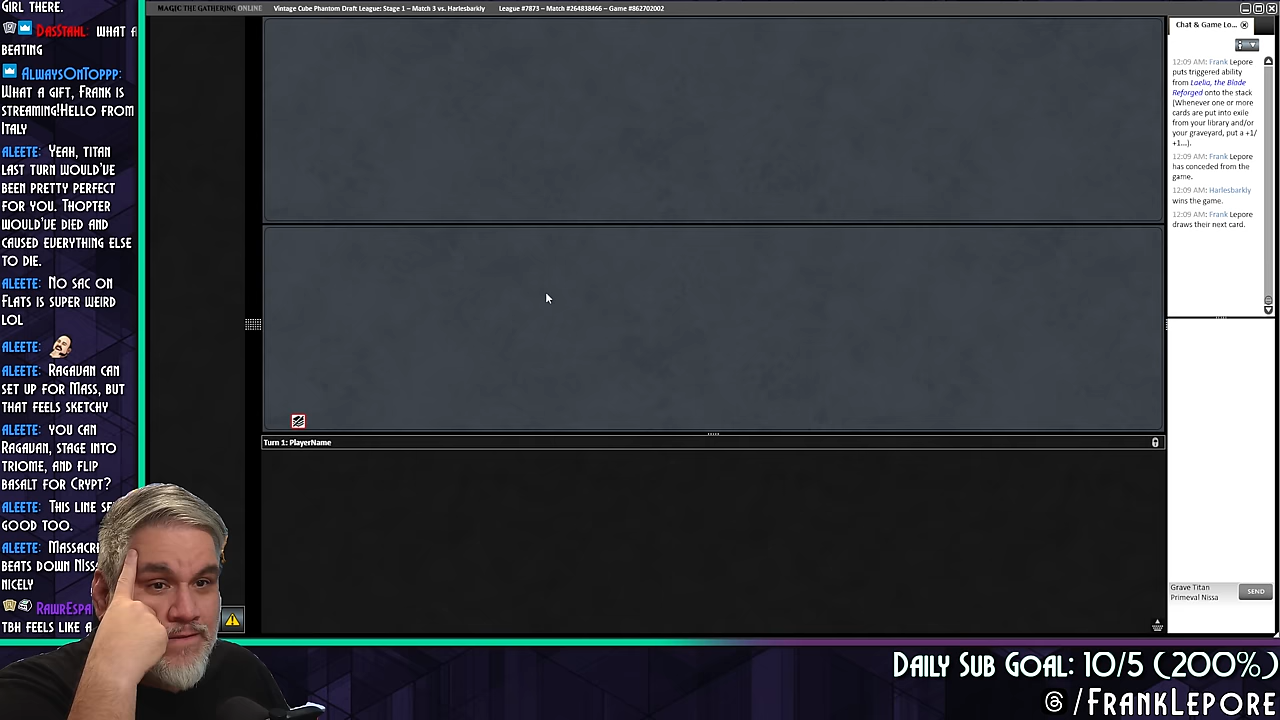 Girl there.
DasStahl: What a
beating
AlwaysOnToppp:
What a gift, Frank is
streaming!Hello from
Italy
aleete: Yeah, titan
last turn would've
been pretty perfect
for you. Thopter
would've died and
caused everything else
to die.
aleete: No sac on
Flats is super weird
lol
aleete:
aleete: Ragavan can
set up for Mass, but
that feels sketchy
aleete: you can
Ragavan, stage into
Triome, and flip
Basalt for Crypt?
aleete: This line se
good too.
aleete: Massacr
beats down Niss
nicely
RawrEspa
tbh feels like a
MAGIC THE GATHERING ONLINE
Vintage Cube Phantom Draft League: Stage 1 – Match 3 vs. Harlesbarkly
League #7873 – Match #264838466 – Game #862702002
Turn 1: PlayerName
Chat & Game Lo...
12:09 AM: Frank Lepore
puts triggered ability
from Laelia, the Blade
Reforged onto the stack
(Whenever one or more
cards are put into exile
from your library and/or
your graveyard, put a +1/
+1...).
12:09 AM: Frank Lepore
has conceded from the
game.
12:09 AM: Harlesbarkly
wins the game.
12:09 AM: Frank Lepore
draws their next card.
Grave Titan
Primeval Nissa
SEND
Daily Sub Goal: 10/5 (200%)
/FrankLepore